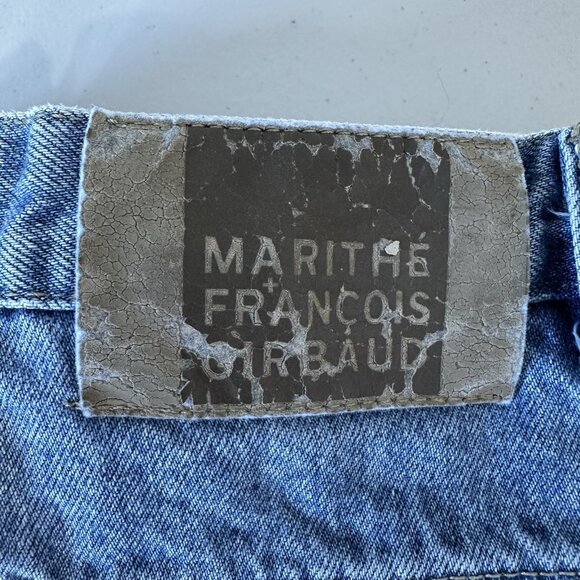 MARITHÉ
+
FRANÇOIS
GIRBAUD